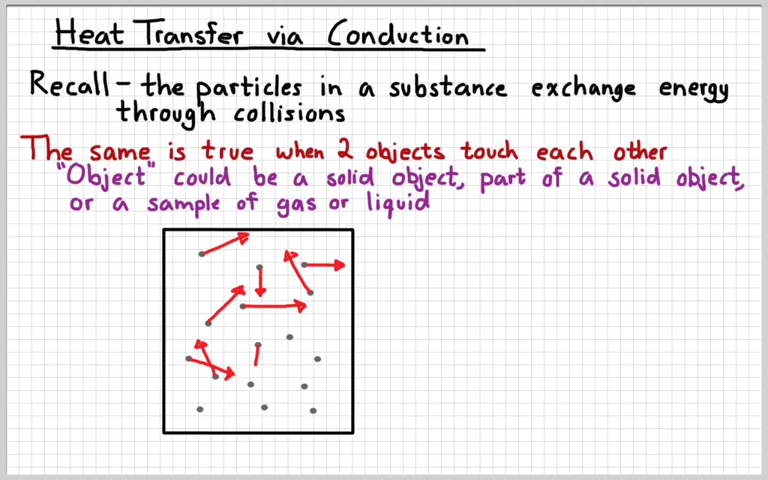 Heat Transfer via Conduction
Recall - the particles in a substance exchange energy
through collisions
The same is true when 2 objects touch each other
"Object" could be a solid object, part of a solid object,
or a sample of gas or liquid